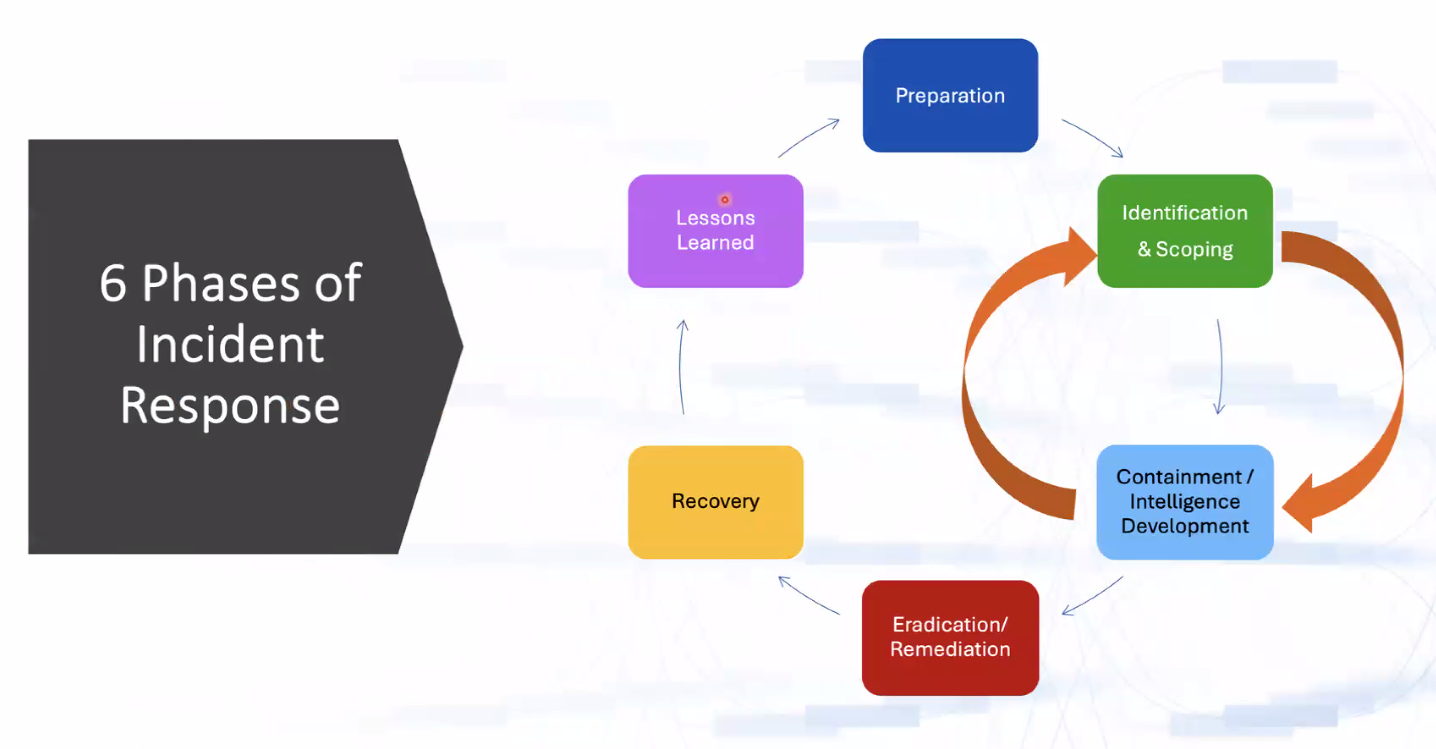 6 Phases of
Incident
Response
Preparation
Identification
& Scoping
Containment /
Intelligence
Development
Eradication/
Remediation
Recovery
Lessons
Learned